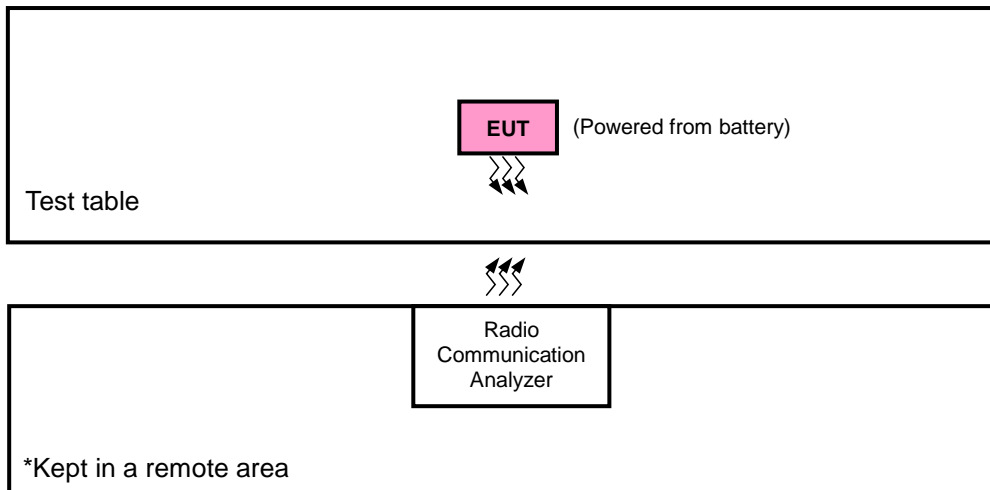 EUT
(Powered from battery)
Test table
Radio
Communication
Analyzer
*Kept in a remote area